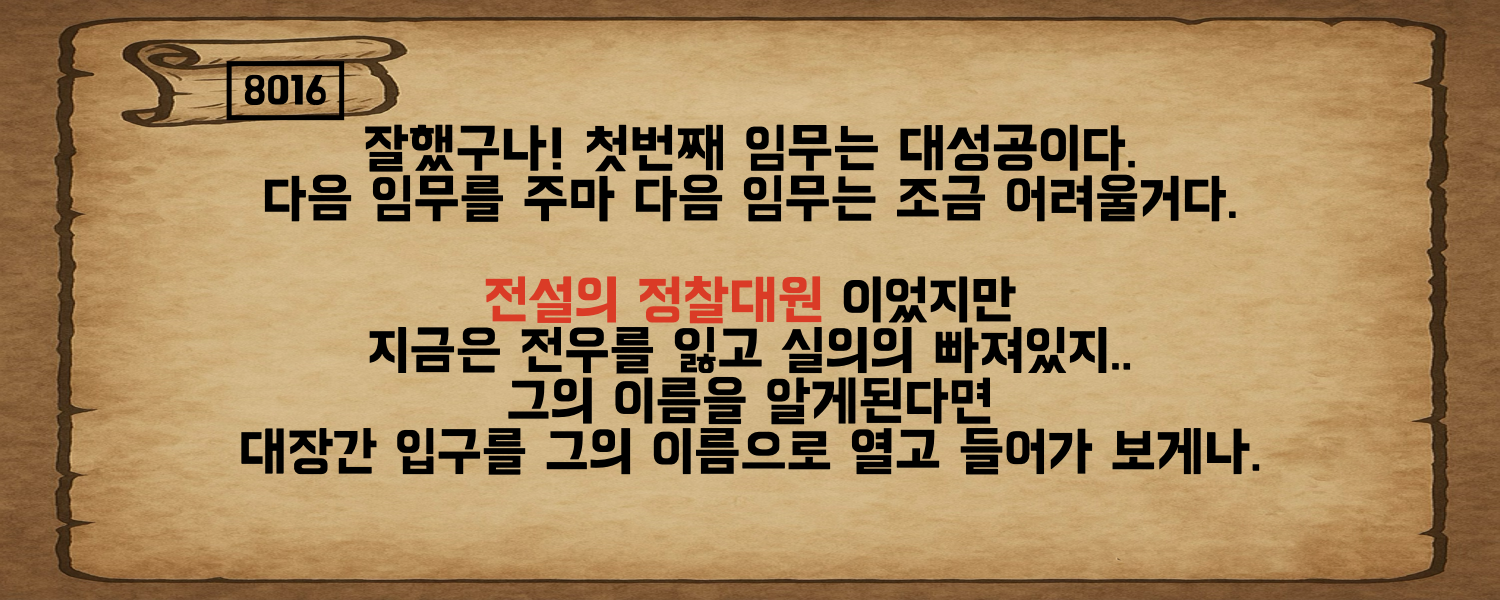 8016
잘했구나! 첫번째 임무는 대성공이다.
다음 임무를 주마 다음 임무는 조금 어려울거다.
전설의 정찰대원 이었지만
지금은 전우를 잃고 실의의 빠져있지..
그의 이름을 알게된다면
대장간 입구를 그의 이름으로 열고 들어가 보게나.